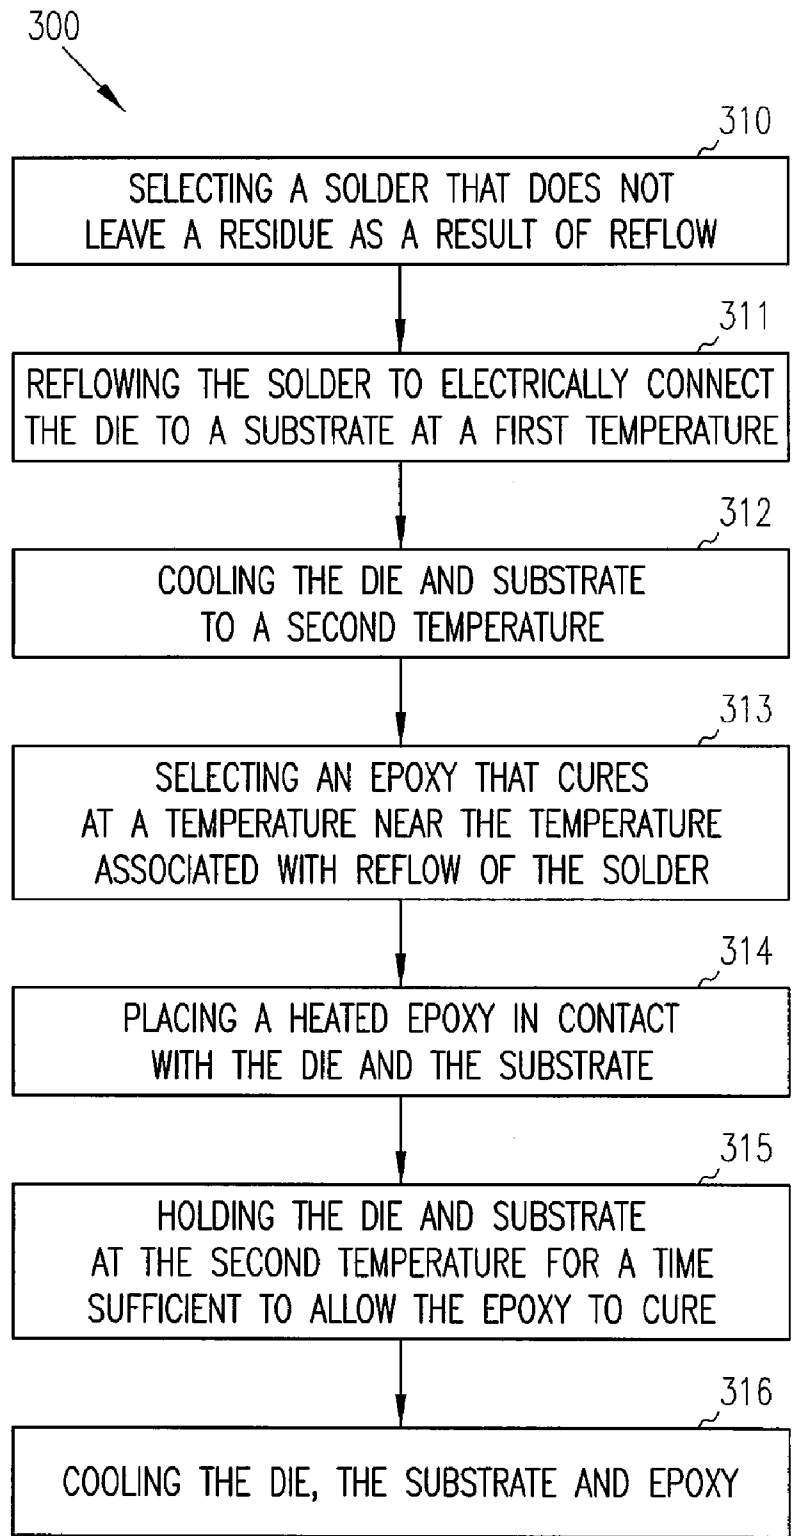 300
310
SELECTING A SOLDER THAT DOES NOT
LEAVE A RESIDUE AS A RESULT OF REFLOW
311
REFLOWING THE SOLDER TO ELECTRICALLY CONNECT
THE DIE TO A SUBSTRATE AT A FIRST TEMPERATURE
312
COOLING THE DIE AND SUBSTRATE
TO A SECOND TEMPERATURE
313
SELECTING AN EPOXY THAT CURES
AT A TEMPERATURE NEAR THE TEMPERATURE
ASSOCIATED WITH REFLOW OF THE SOLDER
314
PLACING A HEATED EPOXY IN CONTACT
WITH THE DIE AND THE SUBSTRATE
315
HOLDING THE DIE AND SUBSTRATE
AT THE SECOND TEMPERATURE FOR A TIME
SUFFICIENT TO ALLOW THE EPOXY TO CURE
316
COOLING THE DIE, THE SUBSTRATE AND EPOXY